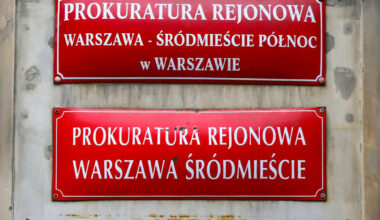 PROKURATURA REJONOWA
WARSZAWA - ŚRÓDMIEŚCIE PÓŁNOC
w WARSZAWIE
PROKURATURA REJONOWA
WARSZAWA ŚRÓDMIEŚCIE